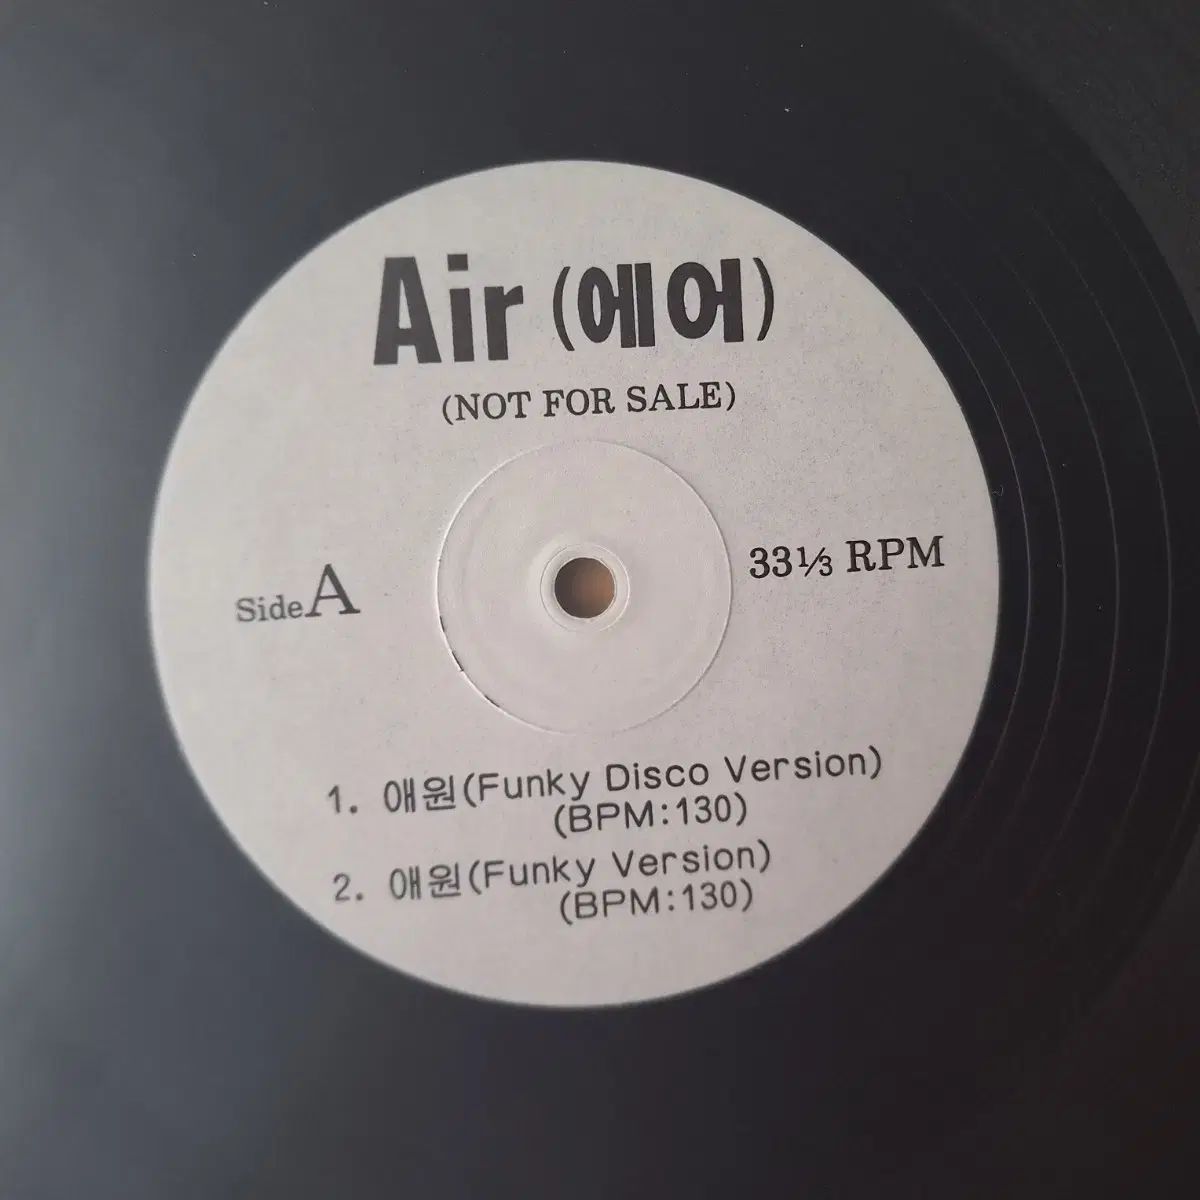 Air (에어)
(NOT FOR SALE)
Side A
33⅓ RPM
1. 애원(Funky Disco Version)
(BPM:130)
2. 애원(Funky Version)
(BPM:130)